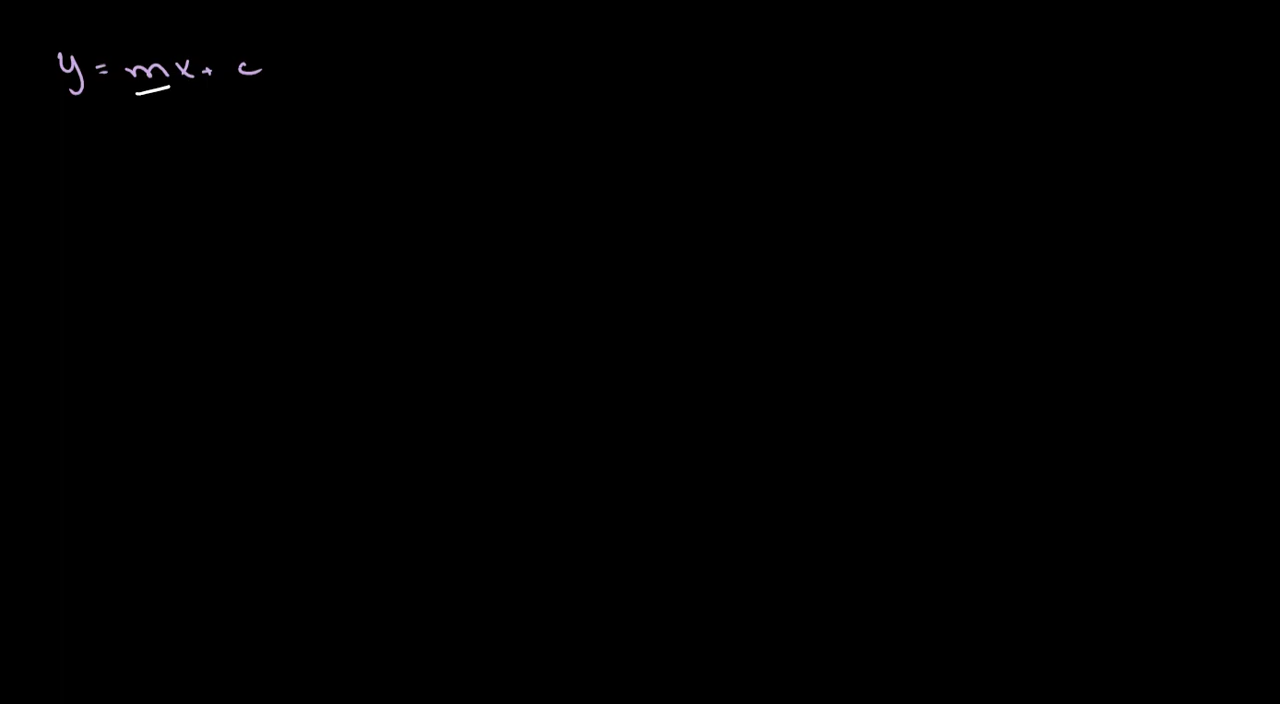 y = mx + c